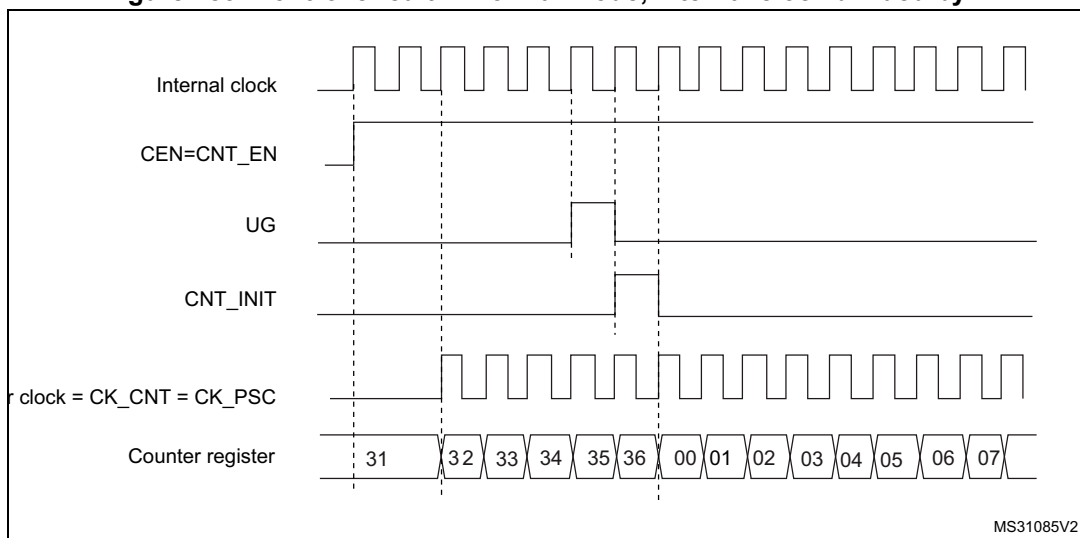 Internal clock
CEN=CNT_EN
UG
CNT_INIT
r clock = CK_CNT = CK_PSC
Counter register
31 32 33 34 35 36 00 01 02 03 04 05 06 07
MS31085V2